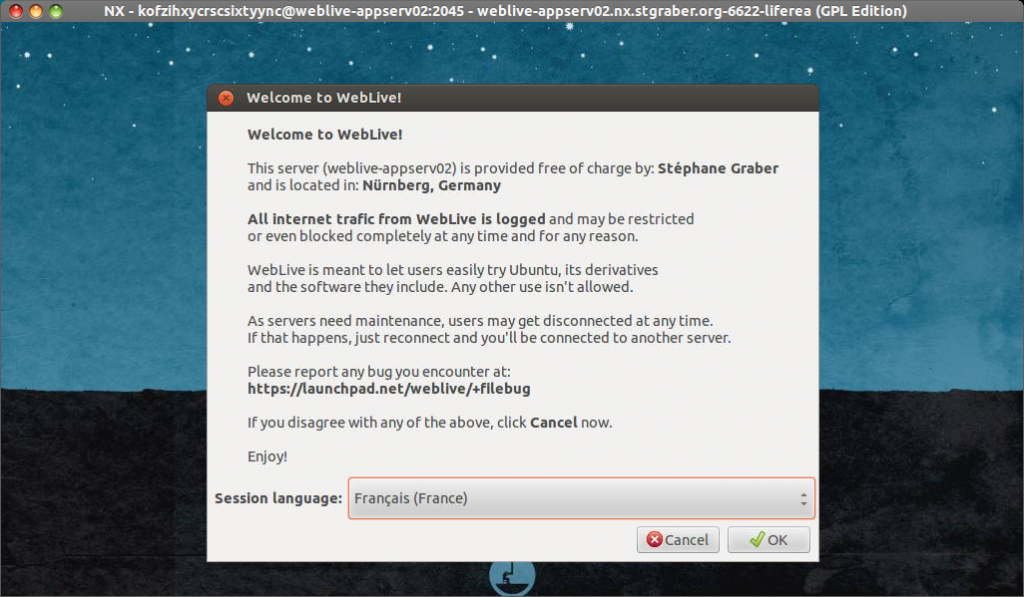 NX - kofzihxycrscsixtyync@weblive-appserv02:2045 - weblive-appserv02.nx.stgraber.org-6622-liferea (GPL Edition)
Welcome to WebLive!
Welcome to WebLive!
This server (weblive-appserv02) is provided free of charge by: Stéphane Graber
and is located in: Nürnberg, Germany
All internet trafic from WebLive is logged and may be restricted
or even blocked completely at any time and for any reason.
WebLive is meant to let users easily try Ubuntu, its derivatives
and the software they include. Any other use isn't allowed.
As servers need maintenance, users may get disconnected at any time.
If that happens, just reconnect and you'll be connected to another server.
Please report any bug you encounter at:
https://launchpad.net/weblive/+filebug
If you disagree with any of the above, click Cancel now.
Enjoy!
Session language: Français (France)
Cancel OK